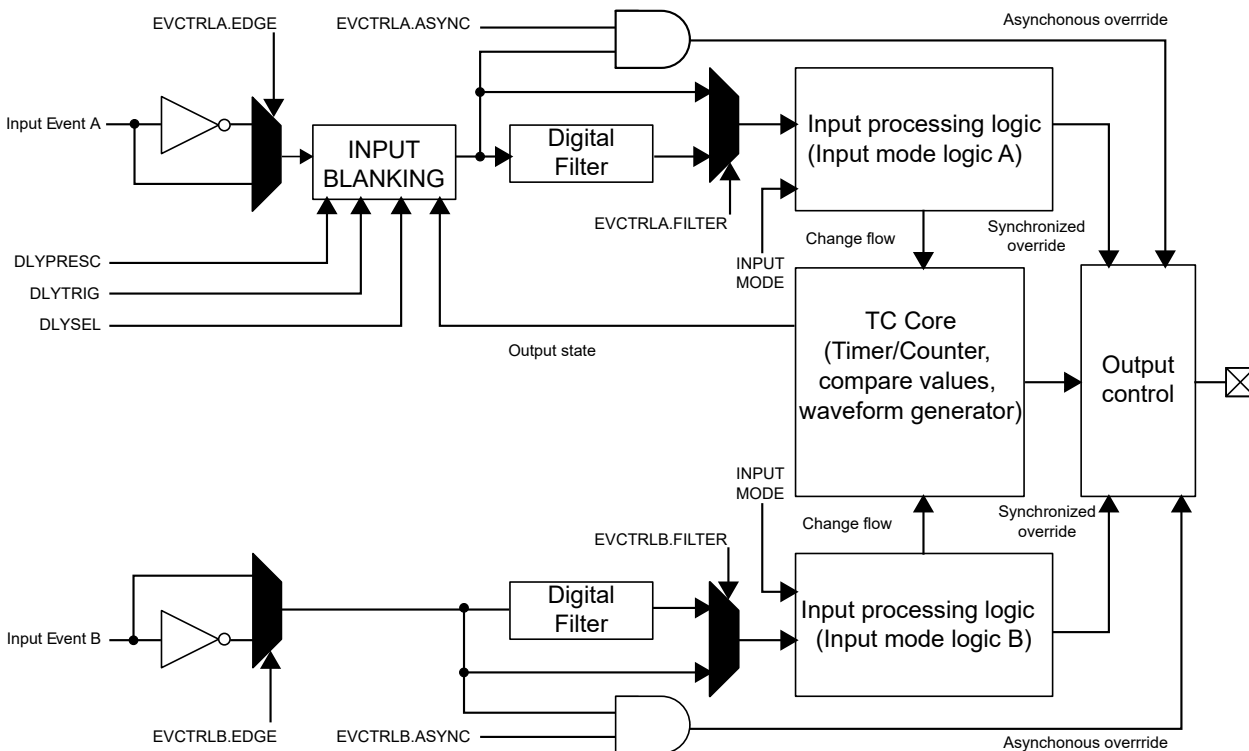 EVCTRLA.EDGE
EVCTRLA.ASYNC
Asynchonous overrride
Input Event A
INPUT
BLANKING
Digital
Filter
Input processing logic
(Input mode logic A)
EVCTRLA.FILTER
DLYPRESC
DLYTRIG
DLYSEL
INPUT
MODE
Change flow
Synchronized
override
Output state
TC Core
(Timer/Counter,
compare values,
waveform generator)
Output
control
INPUT
MODE
Change flow
Synchronized
override
EVCTRLB.FILTER
Input Event B
Digital
Filter
Input processing logic
(Input mode logic B)
EVCTRLB.EDGE
EVCTRLB.ASYNC
Asynchonous overrride